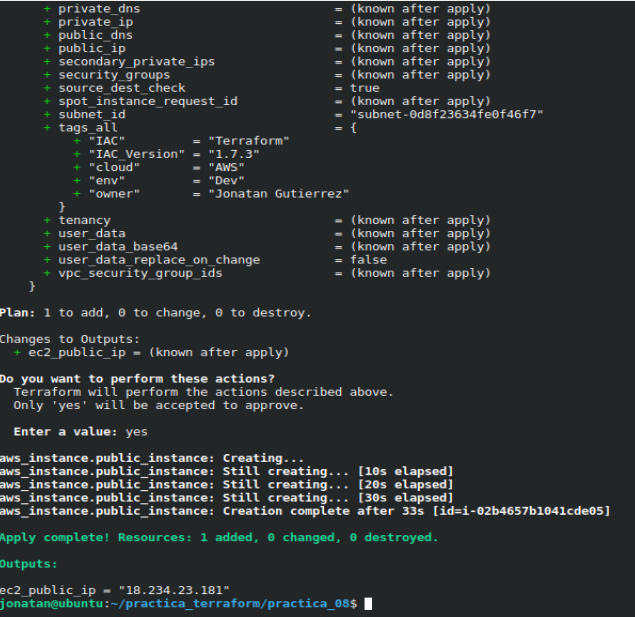 + private_dns = (known after apply)
+ private_ip = (known after apply)
+ public_dns = (known after apply)
+ public_ip = (known after apply)
+ secondary_private_ips = (known after apply)
+ security_groups = (known after apply)
+ source_dest_check = true
+ spot_instance_request_id = (known after apply)
+ subnet_id = "subnet-0d8f23634fe0f46f7"
+ tags_all = {
+ "IAC" = "Terraform"
+ "IAC_Version" = "1.7.3"
+ "cloud" = "AWS"
+ "env" = "Dev"
+ "owner" = "Jonatan Gutierrez"
}
+ tenancy = (known after apply)
+ user_data = (known after apply)
+ user_data_base64 = (known after apply)
+ user_data_replace_on_change = false
+ vpc_security_group_ids = (known after apply)
}
Plan: 1 to add, 0 to change, 0 to destroy.
Changes to Outputs:
+ ec2_public_ip = (known after apply)
Do you want to perform these actions?
Terraform will perform the actions described above.
Only 'yes' will be accepted to approve.
Enter a value: yes
aws_instance.public_instance: Creating...
aws_instance.public_instance: Still creating... [10s elapsed]
aws_instance.public_instance: Still creating... [20s elapsed]
aws_instance.public_instance: Still creating... [30s elapsed]
aws_instance.public_instance: Creation complete after 33s [id=i-02b4657b1041cde05]
Apply complete! Resources: 1 added, 0 changed, 0 destroyed.
Outputs:
ec2_public_ip = "18.234.23.181"
jonatan@ubuntu:~/practica_terraform/practica_08$